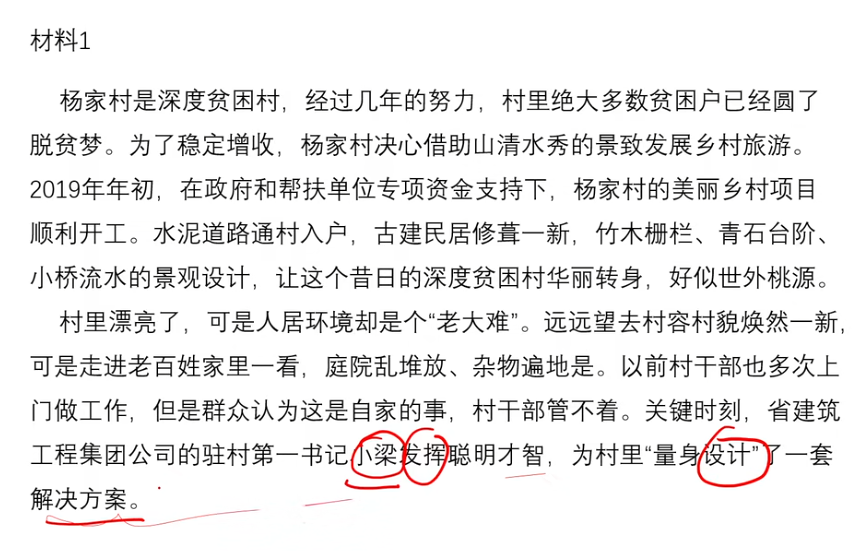 材料1
杨家村是深度贫困村，经过几年的努力，村里绝大多数贫困户已经圆了
脱贫梦。为了稳定增收，杨家村决心借助山清水秀的景致发展乡村旅游。
2019年年初，在政府和帮扶单位专项资金支持下，杨家村的美丽乡村项目
顺利开工。水泥道路通村入户，古建民居修葺一新，竹木栅栏、青石台阶、
小桥流水的景观设计，让这个昔日的深度贫困村华丽转身，好似世外桃源。
村里漂亮了，可是人居环境却是个“老大难”。远远望去村容村貌焕然一新，
可是走进老百姓家里一看，庭院乱堆放、杂物遍地是。以前村干部也多次上
门做工作，但是群众认为这是自家的事，村干部管不着。关键时刻，省建筑
工程集团公司的驻村第一书记小梁发挥聪明才智，为村里“量身设计”了一套
解决方案。